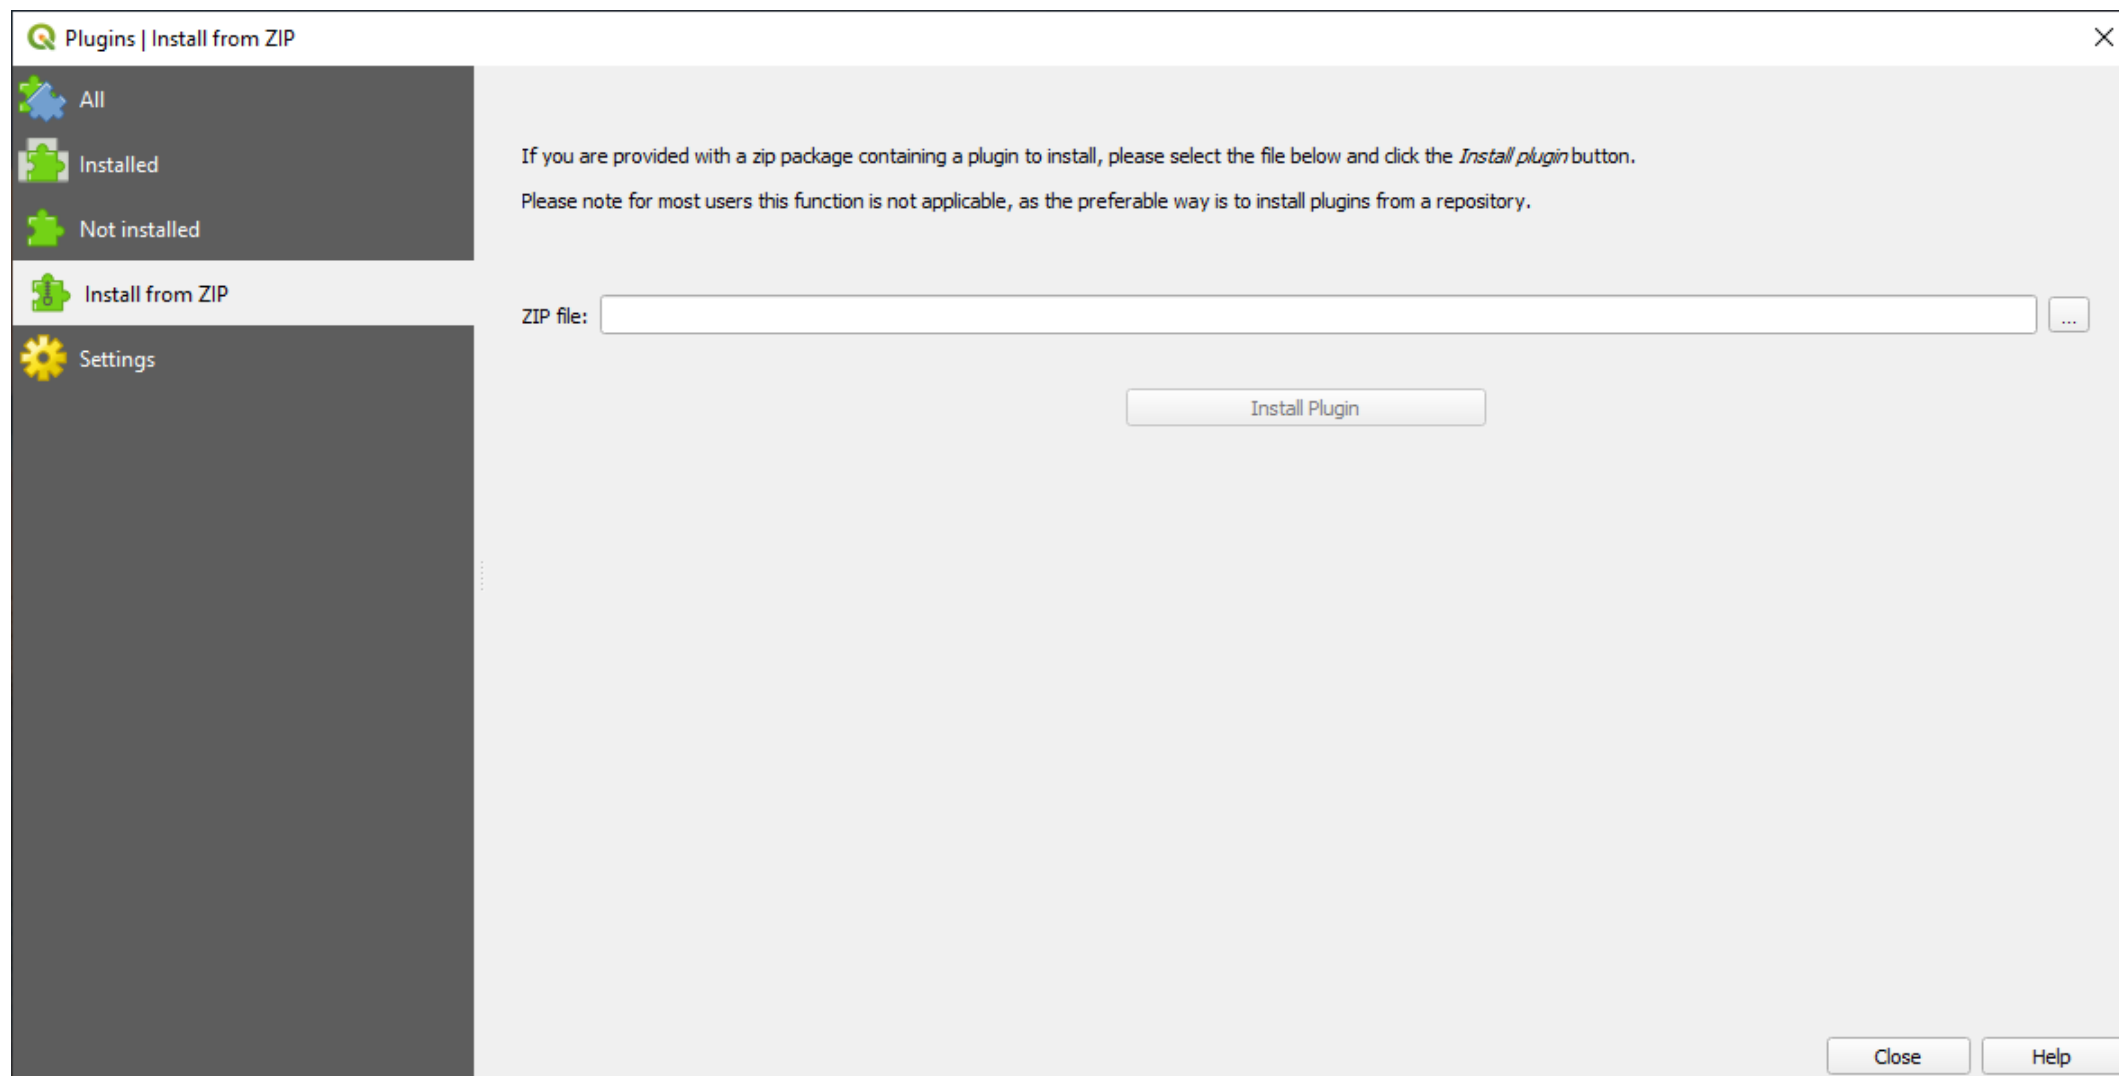 Plugins | Install from ZIP
All
Installed
Not installed
Install from ZIP
Settings
If you are provided with a zip package containing a plugin to install, please select the file below and click the Install plugin button.
Please note for most users this function is not applicable, as the preferable way is to install plugins from a repository.
ZIP file:
...
Install Plugin
Close
Help